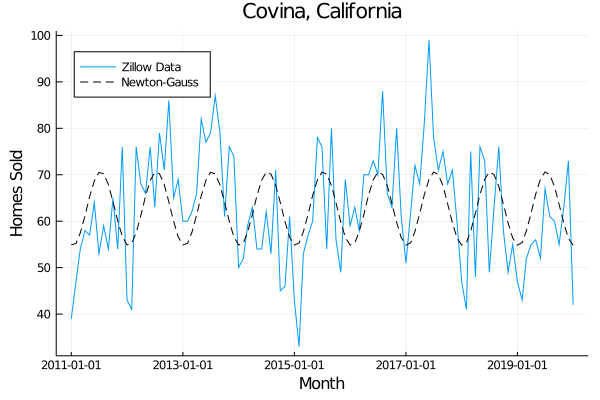 Covina, California
Homes Sold
100
90
80
70
60
50
40
Zillow Data
Newton-Gauss
2011-01-01
2013-01-01
2015-01-01
2017-01-01
2019-01-01
Month